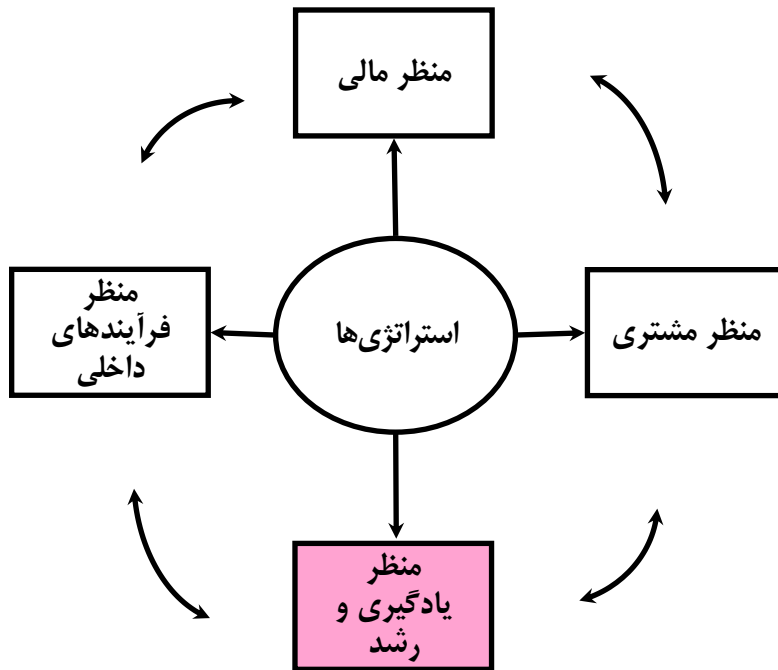 منظر مالی
منظر مشتری
استراتژی‌ها
منظر
فرآیندهای
داخلی
منظر
یادگیری و
رشد